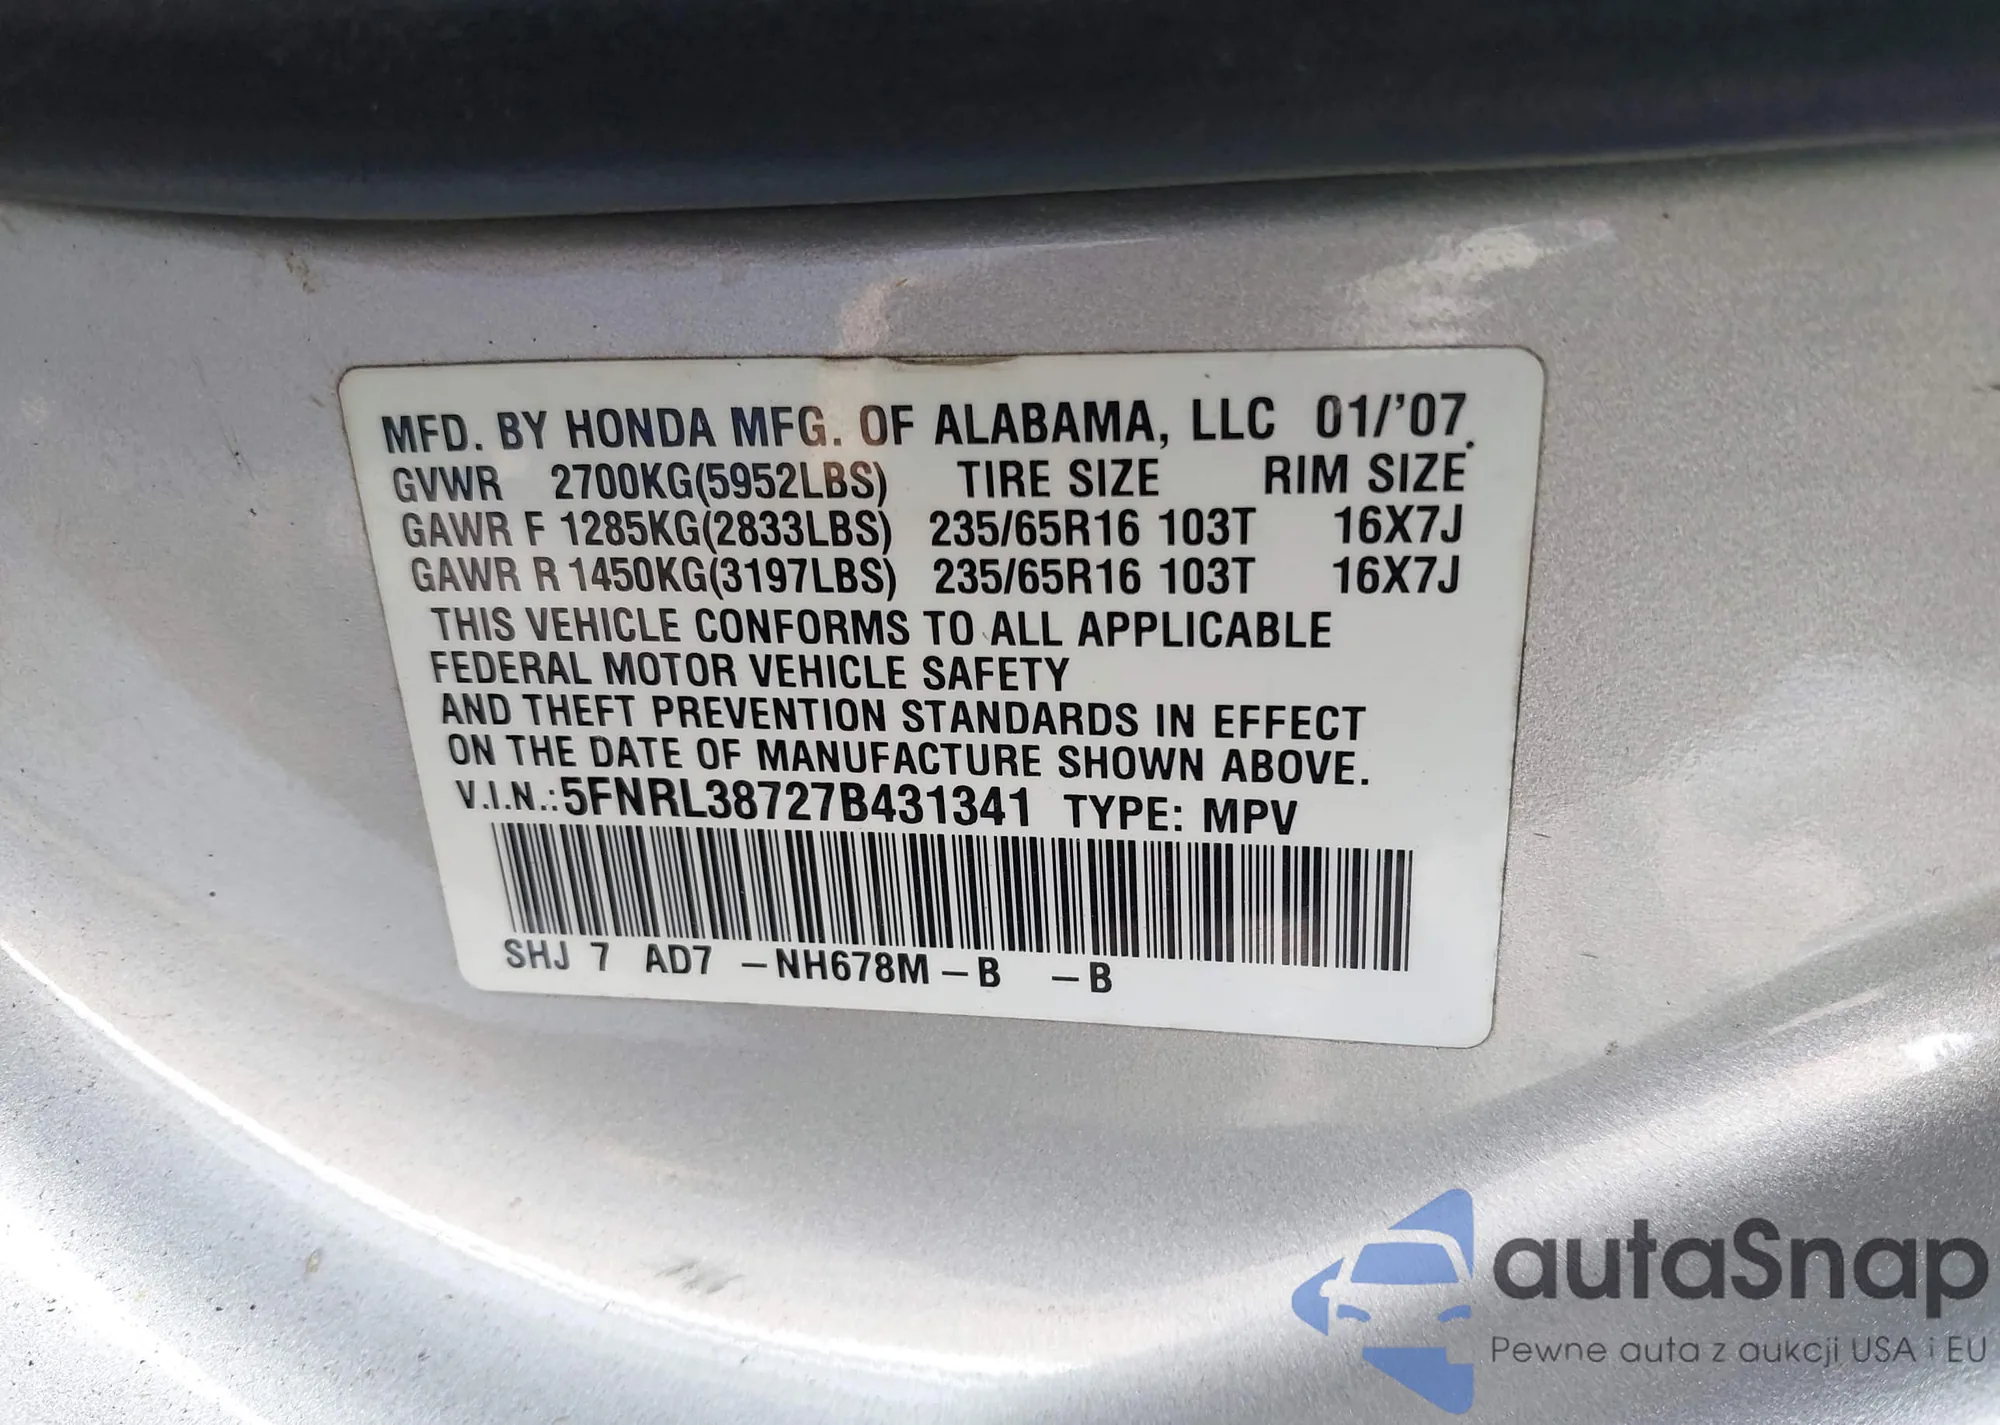 MFD. BY HONDA MFG. OF ALABAMA, LLC 01/'07
GVWR 2700KG(5952LBS) TIRE SIZE RIM SIZE
GAWR F 1285KG(2833LBS) 235/65R16 103T 16X7J
GAWR R 1450KG(3197LBS) 235/65R16 103T 16X7J
THIS VEHICLE CONFORMS TO ALL APPLICABLE
FEDERAL MOTOR VEHICLE SAFETY
AND THEFT PREVENTION STANDARDS IN EFFECT
ON THE DATE OF MANUFACTURE SHOWN ABOVE.
V.I.N.:5FNRL38727B431341 TYPE: MPV
SHJ 7 AD7 -NH678M-B -B
autaSnap
Pewne auta z aukcji USA i EU